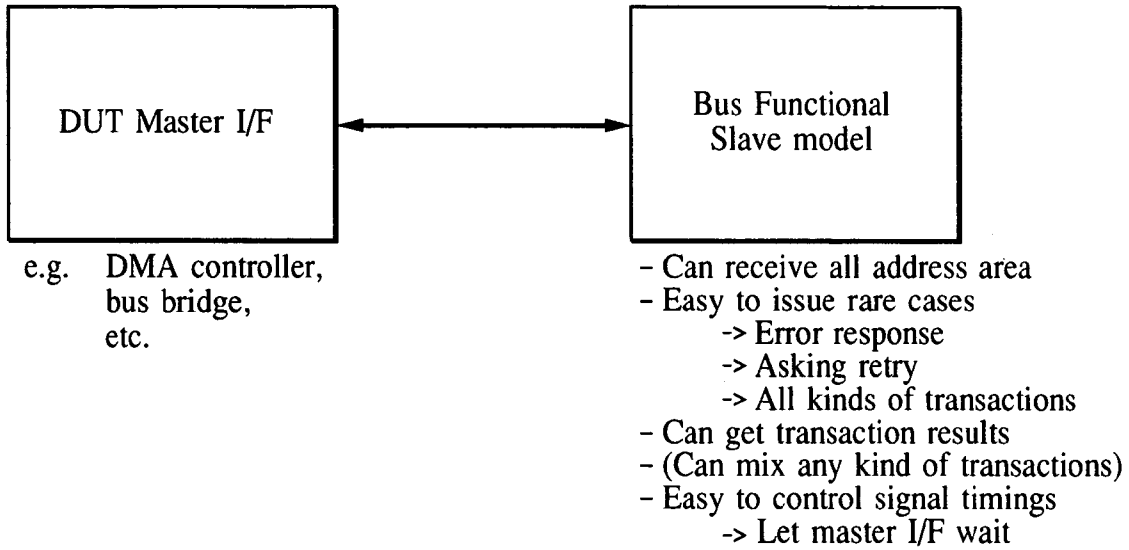 DUT Master I/F
Bus Functional
Slave model
e.g. DMA controller,
bus bridge,
etc.
- Can receive all address area
- Easy to issue rare cases
-> Error response
-> Asking retry
-> All kinds of transactions
- Can get transaction results
- (Can mix any kind of transactions)
- Easy to control signal timings
-> Let master I/F wait